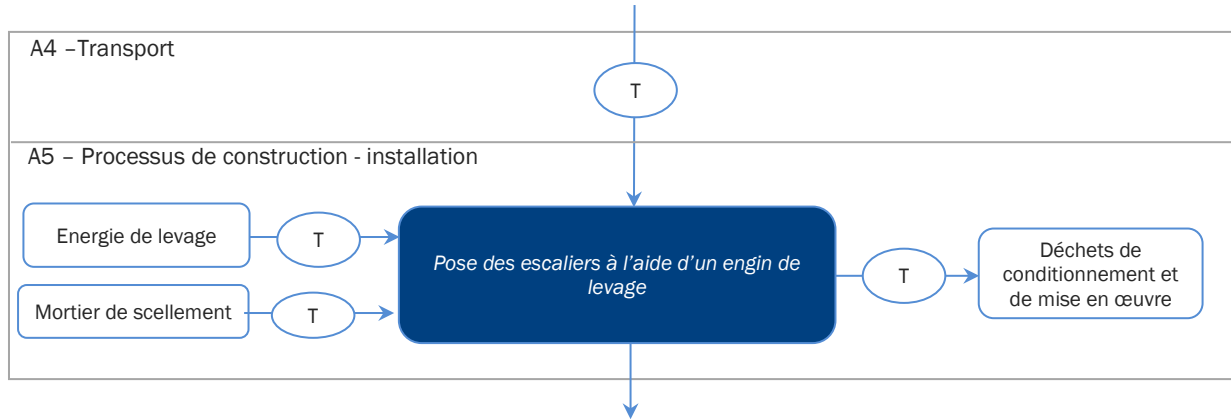 A4 –Transport
T
A5 – Processus de construction - installation
Energie de levage
T
Mortier de scellement
T
Pose des escaliers à l'aide d'un engin de
levage
T
Déchets de
conditionnement et
de mise en œuvre